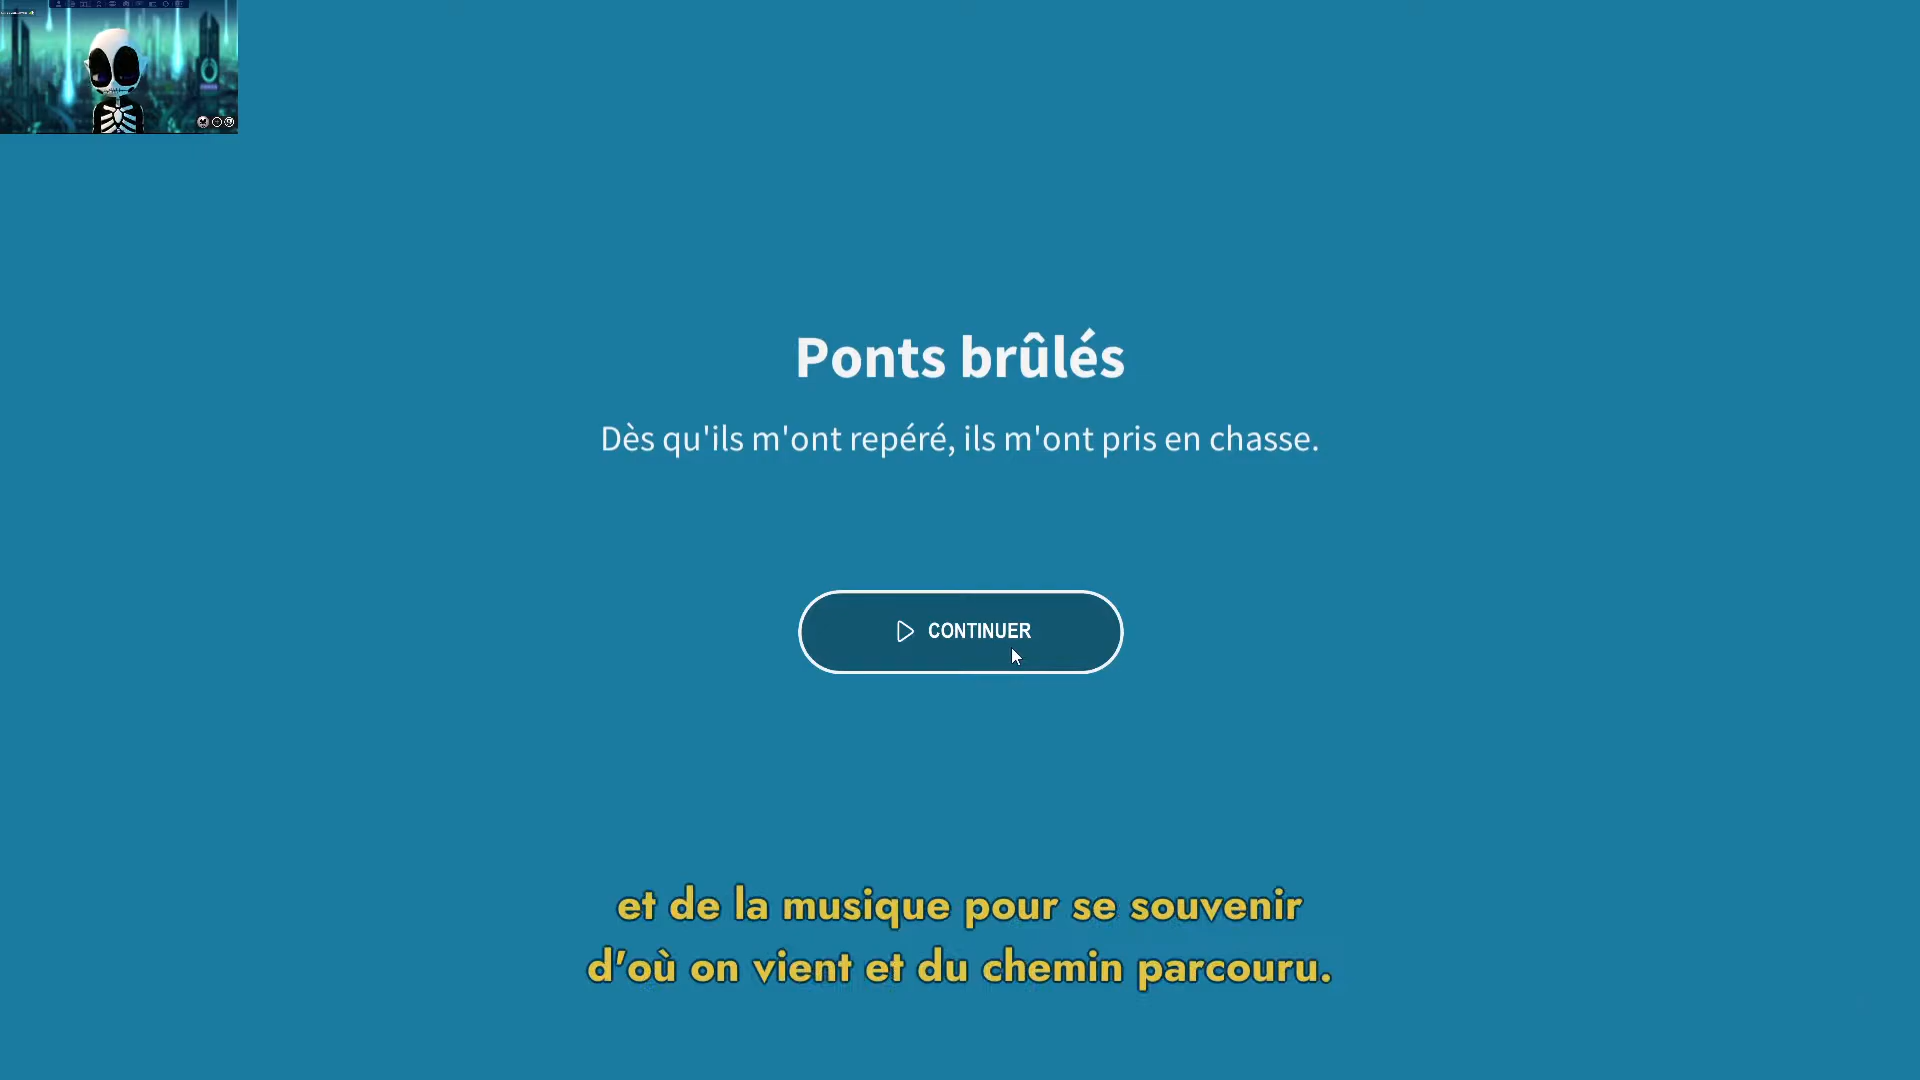 Ponts brûlés
Dès qu'ils m'ont repéré, ils m'ont pris en chasse.
CONTINUER
et de la musique pour se souvenir
d'où on vient et du chemin parcouru.